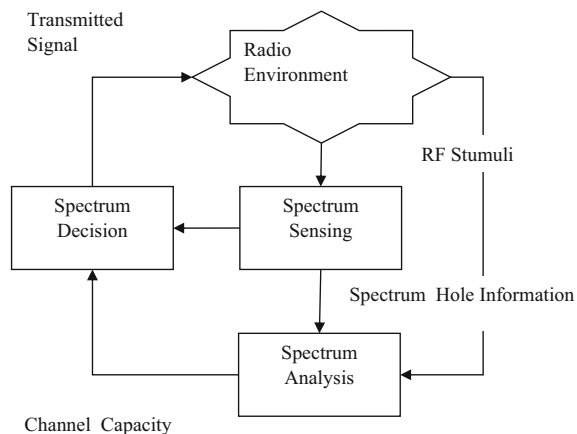 Transmitted
Signal
Radio
Environment
RF Stumuli
Spectrum
Decision
Spectrum
Sensing
Spectrum Hole Information
Spectrum
Analysis
Channel Capacity